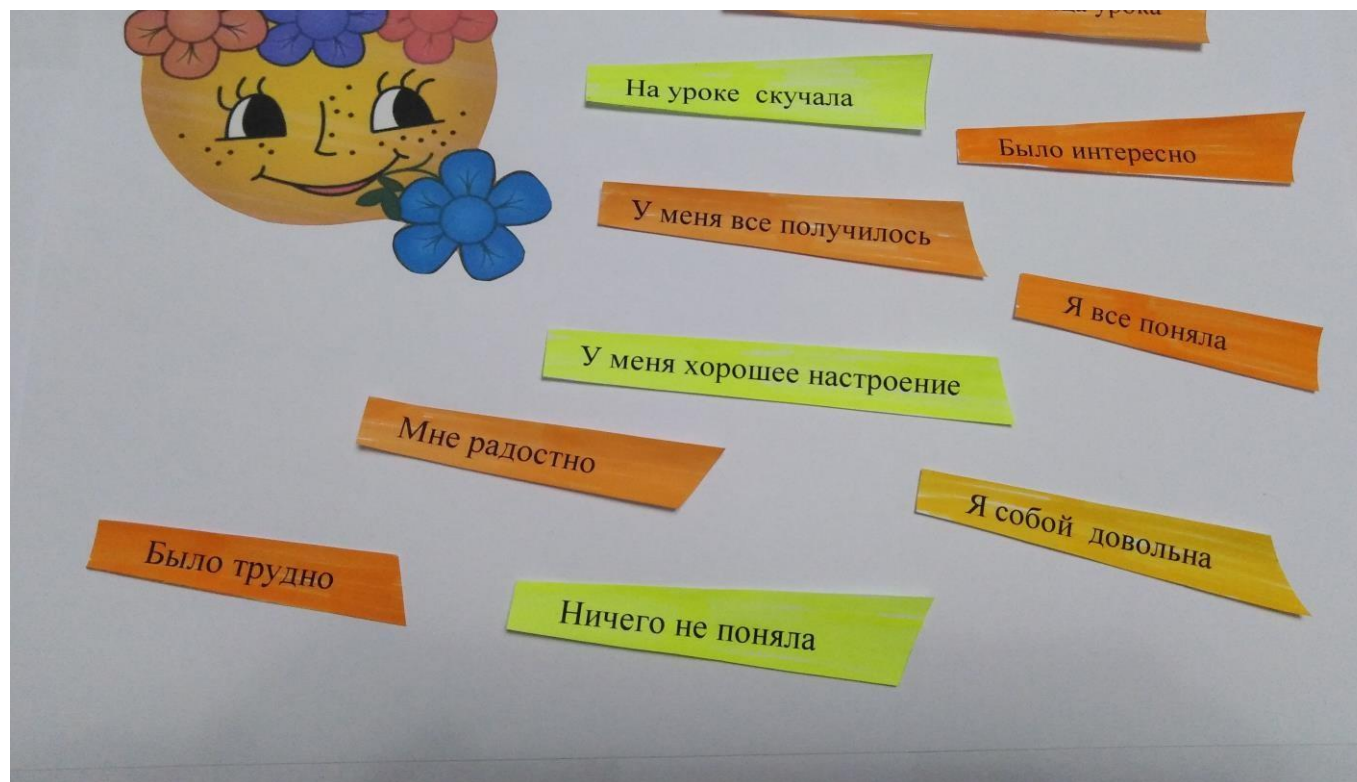 урока
На уроке скучала
Было интересно
У меня все получилось
Я все поняла
У меня хорошее настроение
Мне радостно
Я собой довольна
Было трудно
Ничего не поняла